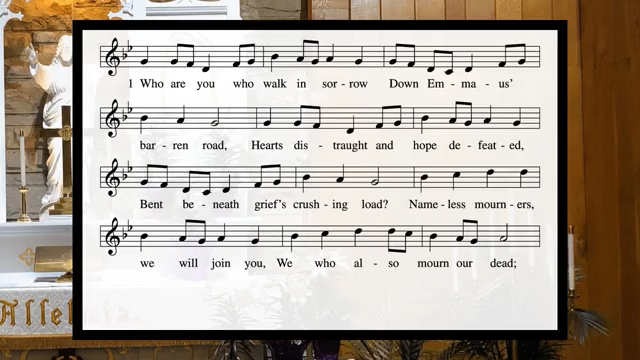 1 Who are you who walk in sor - row Down Em - ma - us'
bar - ren road, Hearts dis - traught and hope de - feat - ed,
Bent be - neath grief's crush - ing load? Name - less mourn - ers,
we will join you, We who al - so mourn our dead;